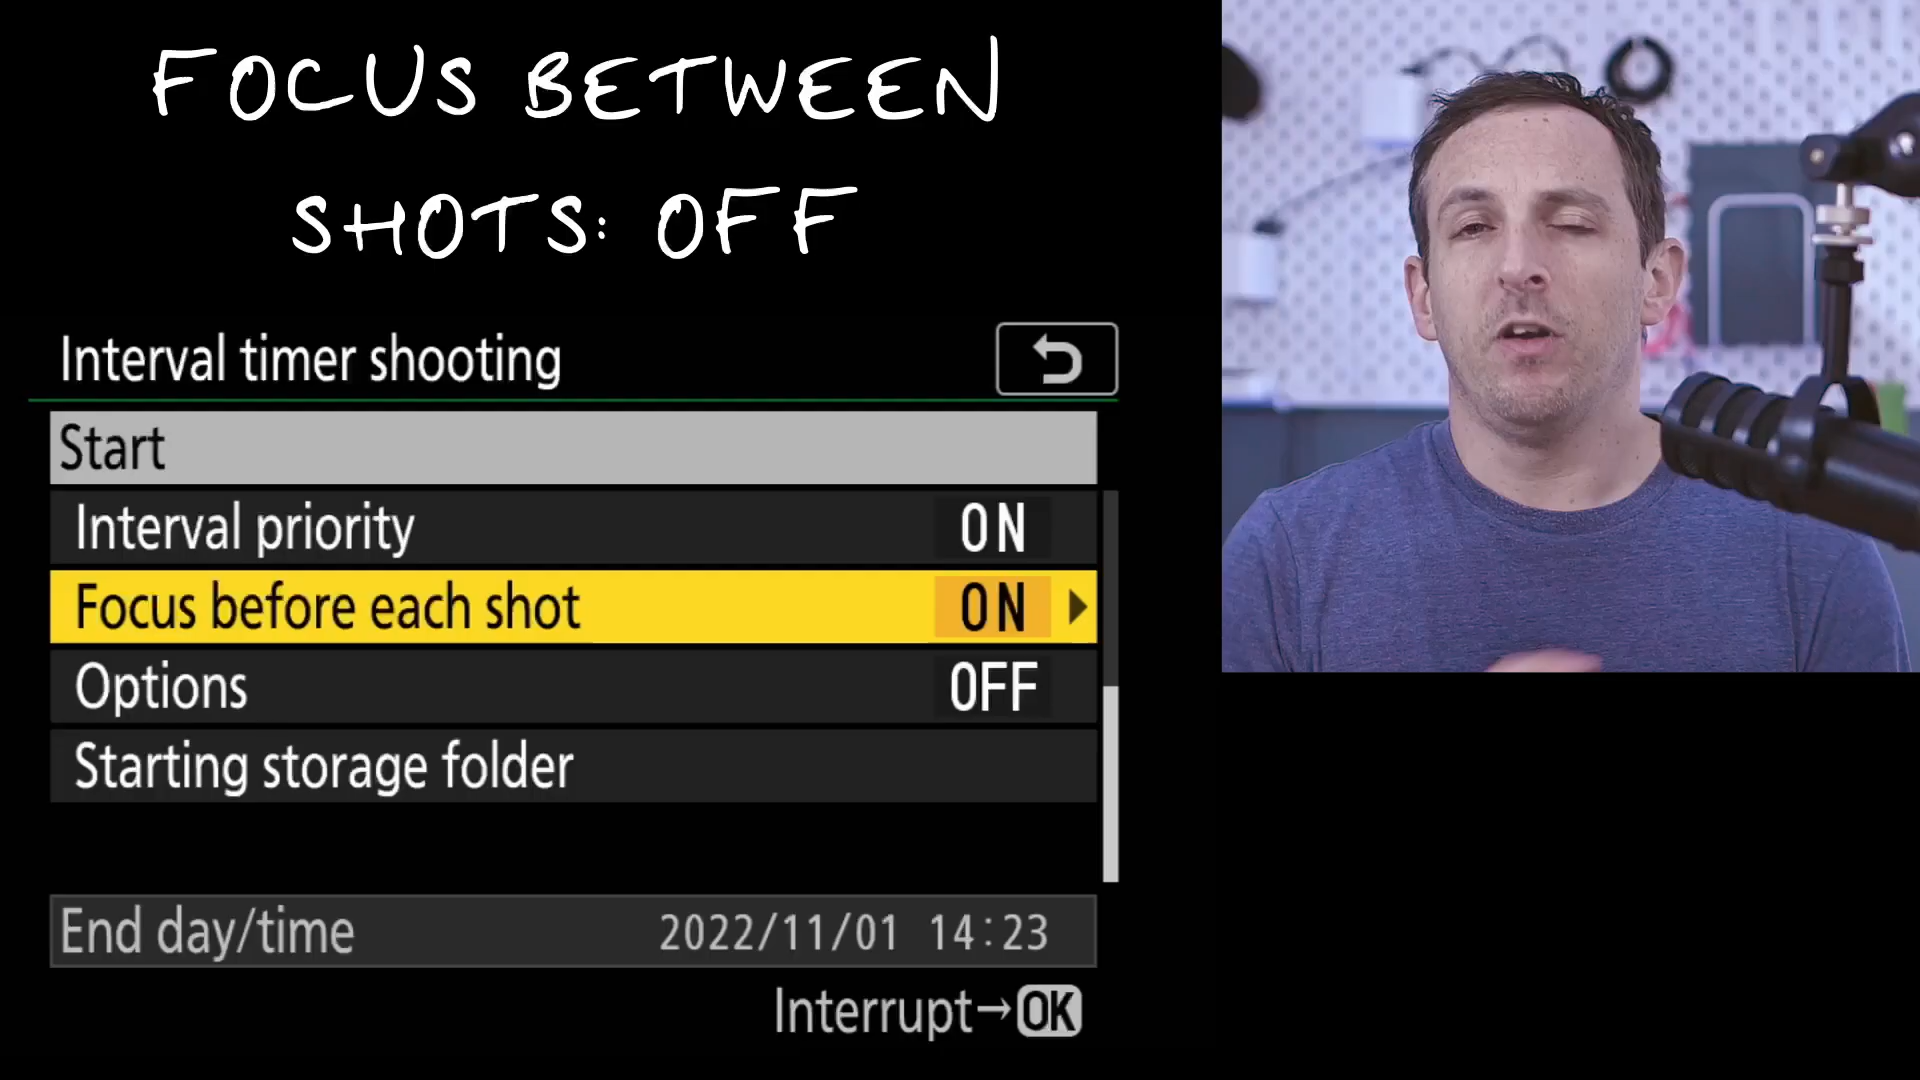 FOCUS BETWEEN
SHOTS: OFF
Interval timer shooting
Start
Interval priority ON
Focus before each shot ON
Options OFF
Starting storage folder
End day/time 2022/11/01 14:23
Interrupt→OK